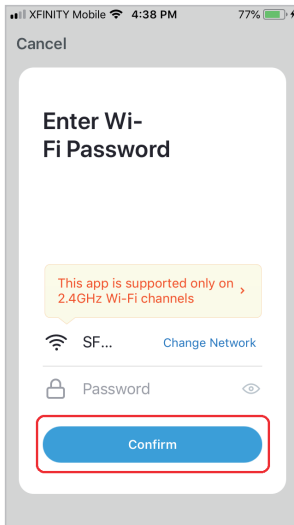 XFINITY Mobile 4:38 PM 77%
Cancel
Enter Wi-
Fi Password
This app is supported only on
2.4GHz Wi-Fi channels
SF... Change Network
Password
Confirm